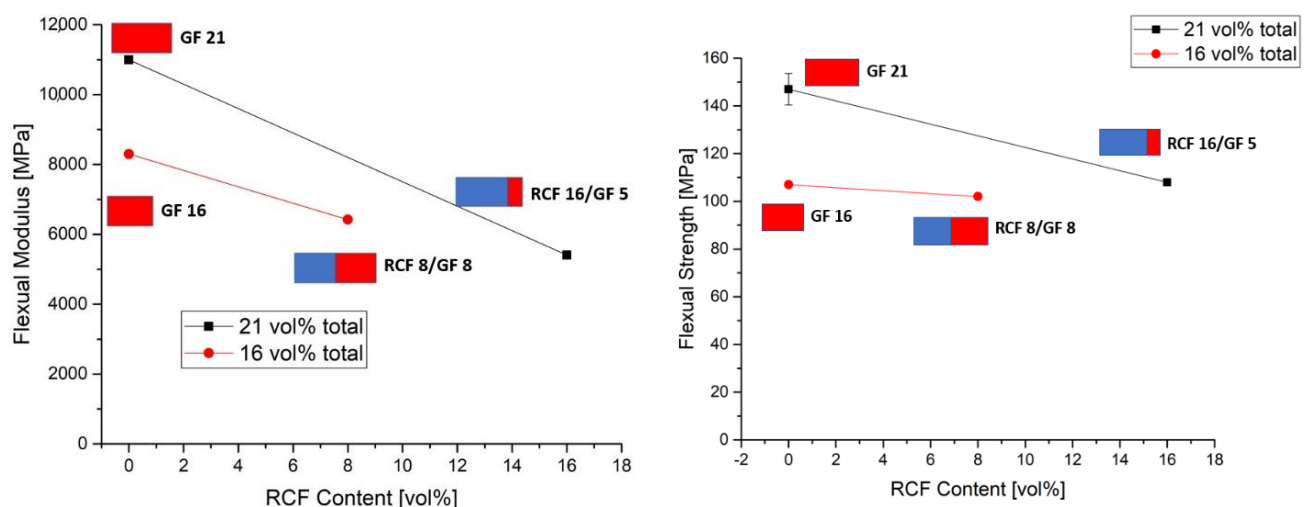 12000
10000
8000
6000
4000
2000
0
Flexual Modulus [MPa]
GF 21
GF 16
RCF 16/GF 5
RCF 8/GF 8
21 vol% total
16 vol% total
0 2 4 6 8 10 12 14 16 18
RCF Content [vol%]
21 vol% total
16 vol% total
160
140
120
100
80
60
40
20
0
Flexual Strength [MPa]
GF 21
RCF 16/GF 5
GF 16
RCF 8/GF 8
-2 0 2 4 6 8 10 12 14 16 18
RCF Content [vol%]